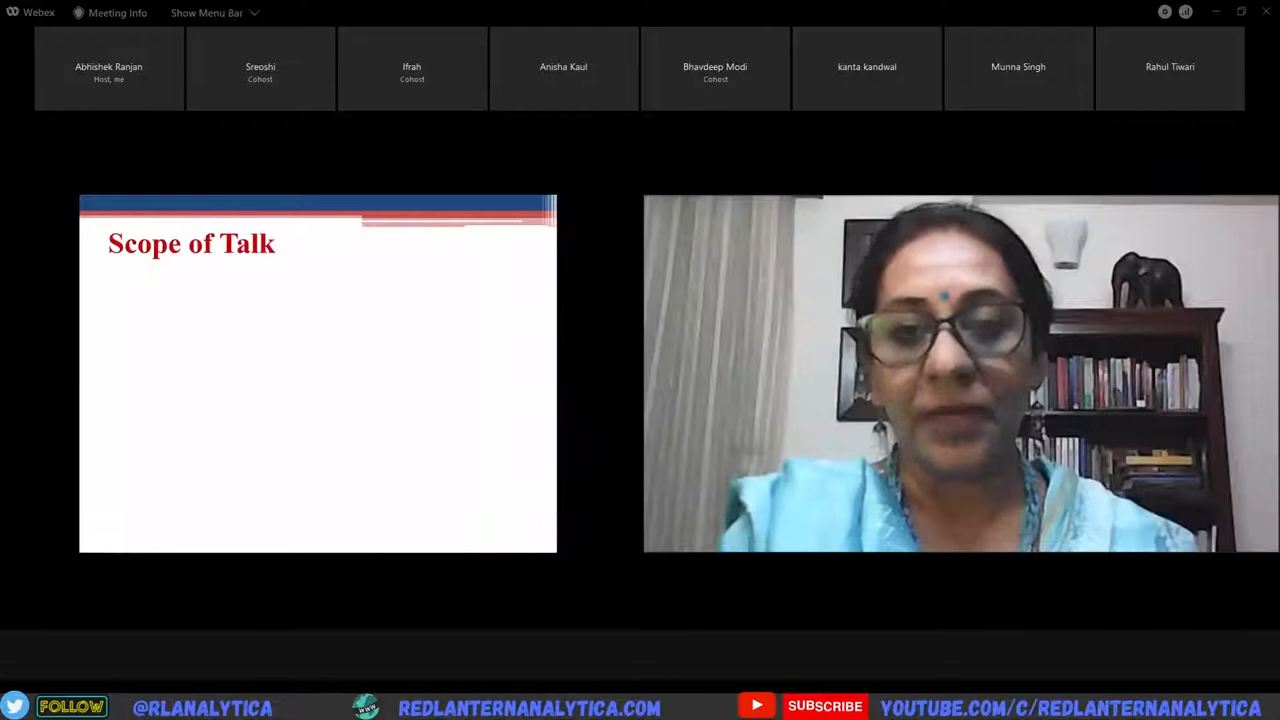 Webex
Meeting Info
Show Menu Bar
Abhishek Ranjan
Host, me
Sreoshi
Cohost
Ifrah
Cohost
Anisha Kaul
Bhavdeep Modi
Cohost
kanta kandwal
Munna Singh
Rahul Tiwari
Scope of Talk
FOLLOW
@RLANALYTICA
WWW
REDLANTERNANALYTICA.COM
SUBSCRIBE
YOUTUBE.COM/C/REDLANTERNANALYTICA